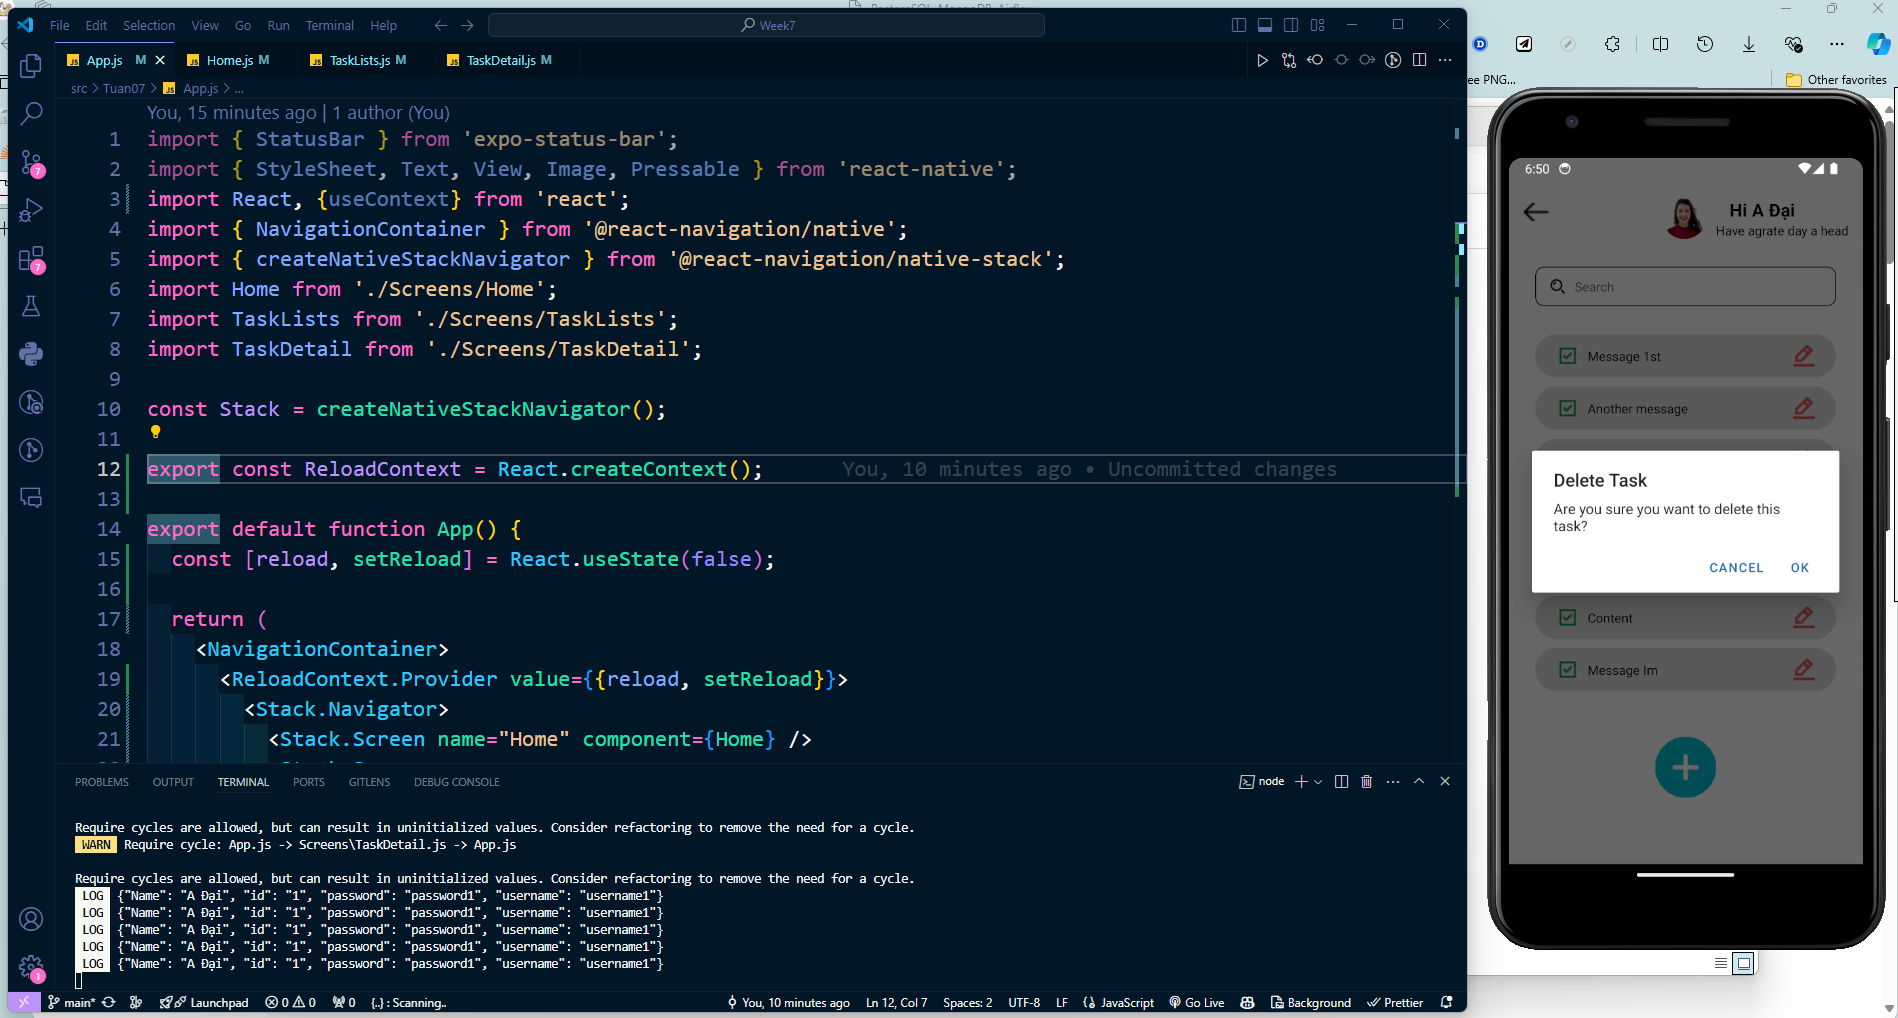 File Edit Selection View Go Run Terminal Help
Week7
App.js M
Home.js M
TaskLists.js M
TaskDetail.js M
src > Tuan07 > App.js > ...
You, 15 minutes ago | 1 author (You)
1 import { StatusBar } from 'expo-status-bar';
2 import { StyleSheet, Text, View, Image, Pressable } from 'react-native';
3 import React, {useContext} from 'react';
4 import { NavigationContainer } from '@react-navigation/native';
5 import { createNativeStackNavigator } from '@react-navigation/native-stack';
6 import Home from './Screens/Home';
7 import TaskLists from './Screens/TaskLists';
8 import TaskDetail from './Screens/TaskDetail';
9
10 const Stack = createNativeStackNavigator();
11
12 export const ReloadContext = React.createContext(); You, 10 minutes ago • Uncommitted changes
13
14 export default function App() {
15 const [reload, setReload] = React.useState(false);
16
17 return (
18 <NavigationContainer>
19 <ReloadContext.Provider value={{reload, setReload}}>
20 <Stack.Navigator>
21 <Stack.Screen name="Home" component={Home} />
PROBLEMS OUTPUT TERMINAL PORTS GITLENS DEBUG CONSOLE
node
Require cycles are allowed, but can result in uninitialized values. Consider refactoring to remove the need for a cycle.
WARN Require cycle: App.js -> Screens\TaskDetail.js -> App.js
Require cycles are allowed, but can result in uninitialized values. Consider refactoring to remove the need for a cycle.
LOG {"Name": "A Đại", "id": "1", "password": "password1", "username": "username1"}
LOG {"Name": "A Đại", "id": "1", "password": "password1", "username": "username1"}
LOG {"Name": "A Đại", "id": "1", "password": "password1", "username": "username1"}
LOG {"Name": "A Đại", "id": "1", "password": "password1", "username": "username1"}
LOG {"Name": "A Đại", "id": "1", "password": "password1", "username": "username1"}
7
7
1
main* Launchpad 0 0 0 {..} : Scanning.. You, 10 minutes ago Ln 12, Col 7 Spaces: 2 UTF-8 LF JavaScript Go Live Background Prettier
ee PNG...
Other favorites
6:50
Hi A Đại
Have agrate day a head
Search
Message 1st
Another message
Delete Task
Are you sure you want to delete this
task?
CANCEL OK
Content
Message Im